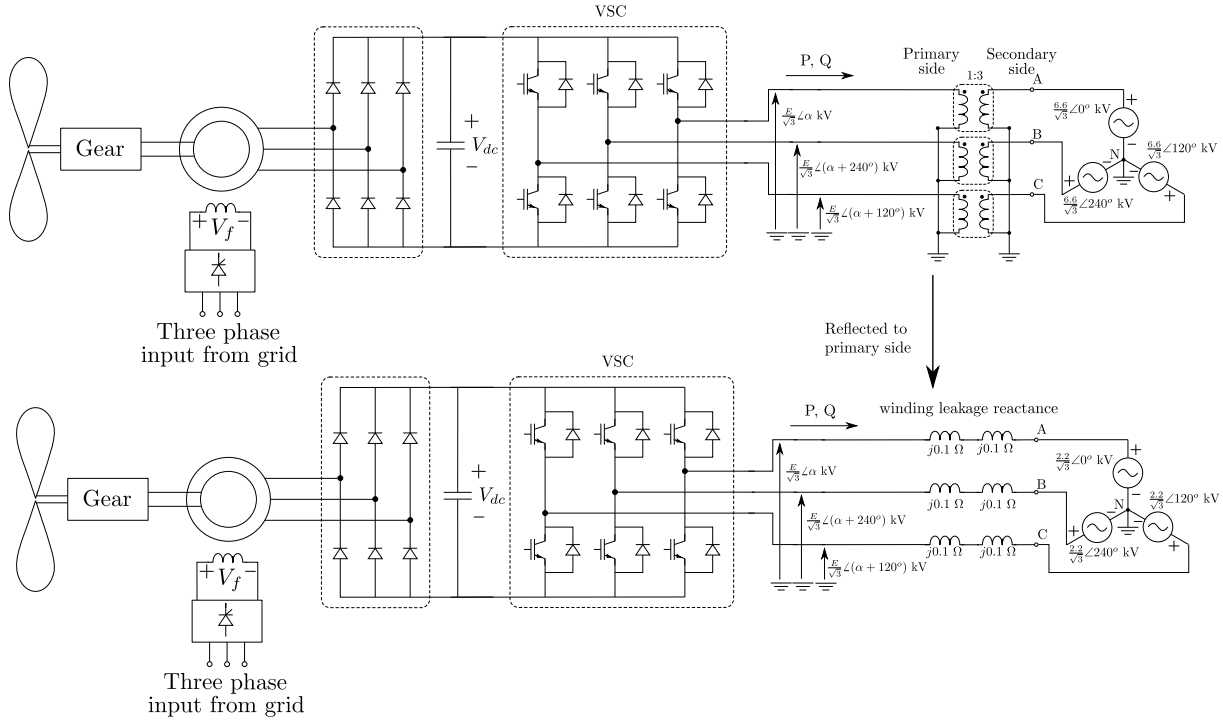 VSC
P, Q
Primary
side
Secondary
side
1:3
A
E/√3∠α kV
6.6/√3∠0° kV
+
−
Gear
+
V_dc
−
B
N
6.6/√3∠120° kV
E/√3∠(α + 240°) kV
−
−
+
+
C
6.6/√3∠240° kV
E/√3∠(α + 120°) kV
+ V_f −
Three phase
input from grid
Reflected to
primary side
VSC
P, Q
winding leakage reactance
A
j0.1 Ω
j0.1 Ω
E/√3∠α kV
2.2/√3∠0° kV
+
−
Gear
+
V_dc
−
B
j0.1 Ω
j0.1 Ω
N
2.2/√3∠120° kV
E/√3∠(α + 240°) kV
−
−
+
+
C
j0.1 Ω
j0.1 Ω
2.2/√3∠240° kV
E/√3∠(α + 120°) kV
+ V_f −
Three phase
input from grid